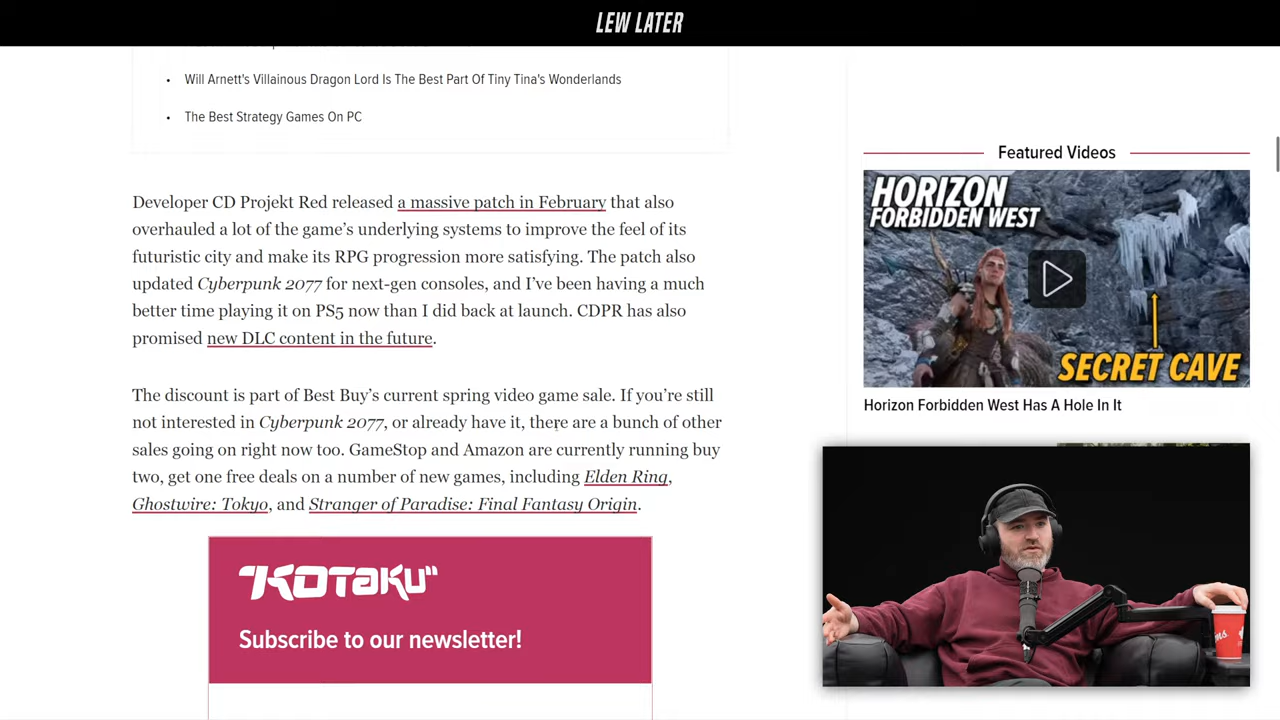 LEW LATER
• Will Arnett's Villainous Dragon Lord Is The Best Part Of Tiny Tina's Wonderlands
• The Best Strategy Games On PC
Developer CD Projekt Red released a massive patch in February that also
overhauled a lot of the game's underlying systems to improve the feel of its
futuristic city and make its RPG progression more satisfying. The patch also
updated Cyberpunk 2077 for next-gen consoles, and I've been having a much
better time playing it on PS5 now than I did back at launch. CDPR has also
promised new DLC content in the future.
The discount is part of Best Buy's current spring video game sale. If you're still
not interested in Cyberpunk 2077, or already have it, there are a bunch of other
sales going on right now too. GameStop and Amazon are currently running buy
two, get one free deals on a number of new games, including Elden Ring,
Ghostwire: Tokyo, and Stranger of Paradise: Final Fantasy Origin.
"KOTAKU"
Subscribe to our newsletter!
Featured Videos
HORIZON
FORBIDDEN WEST
SECRET CAVE
Horizon Forbidden West Has A Hole In It